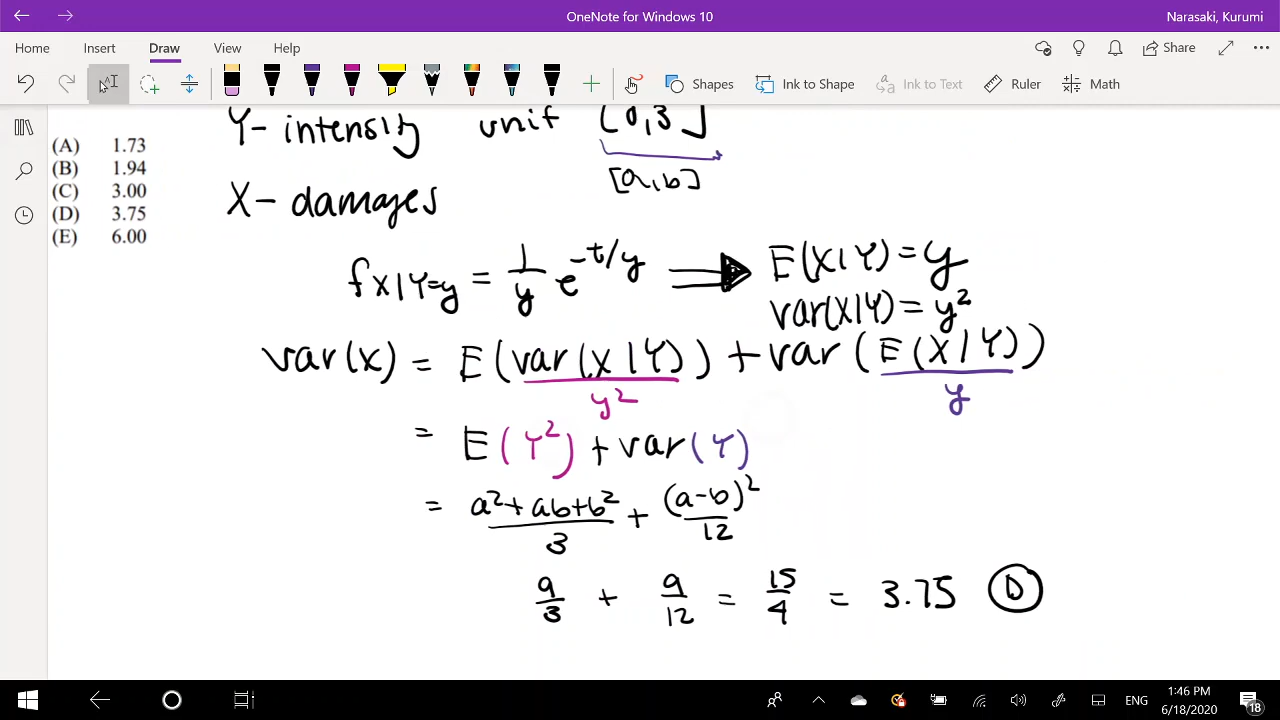 OneNote for Windows 10
Narasaki, Kurumi
Home Insert Draw View Help Share
Shapes Ink to Shape Ink to Text Ruler Math
(A) 1.73
(B) 1.94
(C) 3.00
(D) 3.75
(E) 6.00
Y- intensity unif [0,3]
[a,b]
X- damages
fX|Y=y = 1/y e^-t/y ⇒ E(X|Y) = y
var(X|Y) = y²
var(x) = E(var(X|Y)) + var(E(X|Y))
y² y
= E(Y²) + var(Y)
= a²+ab+b²/3 + (a-b)²/12
9/3 + 9/12 = 15/4 = 3.75 D
ENG
1:46 PM
6/18/2020
18